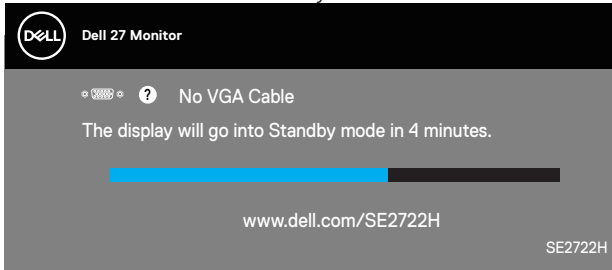 DELL Dell 27 Monitor
? No VGA Cable
The display will go into Standby mode in 4 minutes.
www.dell.com/SE2722H
SE2722H